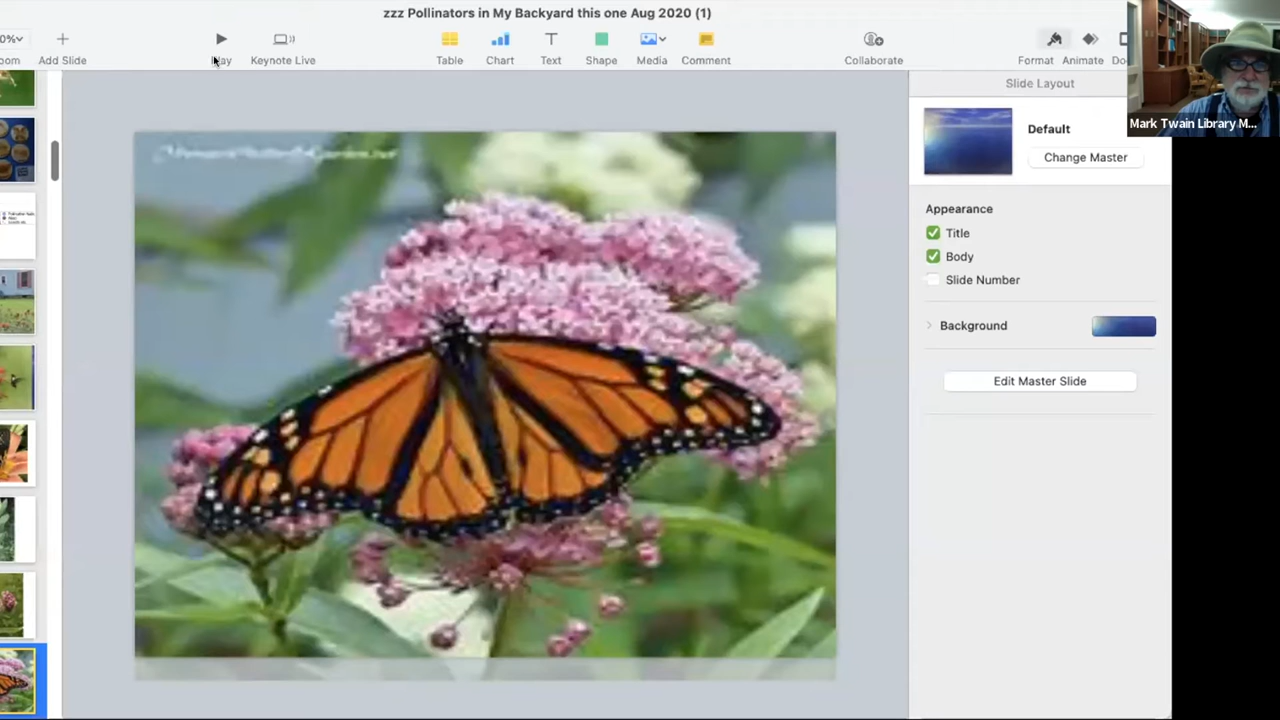 zzz Pollinators in My Backyard this one Aug 2020 (1)
0%
oom
Add Slide
Play
Keynote Live
Table
Chart
Text
Shape
Media
Comment
Collaborate
Format
Animate
Do
Slide Layout
Mark Twain Library M...
Default
Change Master
Appearance
Title
Body
Slide Number
Background
Edit Master Slide